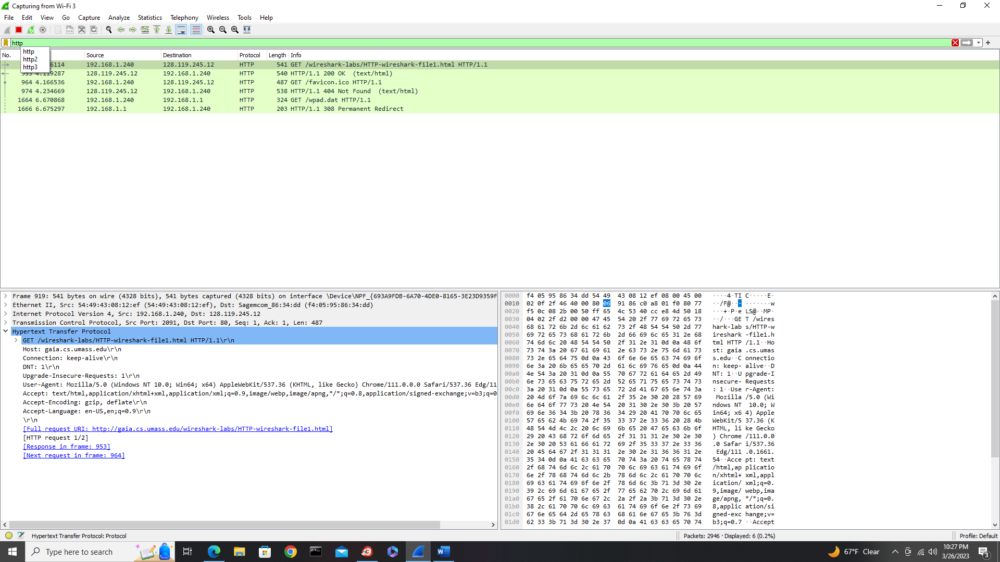 Capturing from Wi-Fi 3
File Edit View Go Capture Analyze Statistics Telephony Wireless Tools Help
http
http
http2
http3
No. Source Destination Protocol Length Info
6114 192.168.1.240 128.119.245.12 HTTP 541 GET /wireshark-labs/HTTP-wireshark-file1.html HTTP/1.1
953 4.119287 128.119.245.12 192.168.1.240 HTTP 540 HTTP/1.1 200 OK (text/html)
964 4.166536 192.168.1.240 128.119.245.12 HTTP 487 GET /favicon.ico HTTP/1.1
974 4.234669 128.119.245.12 192.168.1.240 HTTP 538 HTTP/1.1 404 Not Found (text/html)
1664 6.670868 192.168.1.240 192.168.1.1 HTTP 324 GET /wpad.dat HTTP/1.1
1666 6.675297 192.168.1.1 192.168.1.240 HTTP 203 HTTP/1.1 308 Permanent Redirect
Frame 919: 541 bytes on wire (4328 bits), 541 bytes captured (4328 bits) on interface \Device\NPF_{693A9FDB-6A70-4DE0-8165-3E23D9359F
Ethernet II, Src: 54:49:43:08:12:ef (54:49:43:08:12:ef), Dst: Sagemcom_86:34:dd (f4:05:95:86:34:dd)
Internet Protocol Version 4, Src: 192.168.1.240, Dst: 128.119.245.12
Transmission Control Protocol, Src Port: 2091, Dst Port: 80, Seq: 1, Ack: 1, Len: 487
Hypertext Transfer Protocol
GET /wireshark-labs/HTTP-wireshark-file1.html HTTP/1.1\r\n
Host: gaia.cs.umass.edu\r\n
Connection: keep-alive\r\n
DNT: 1\r\n
Upgrade-Insecure-Requests: 1\r\n
User-Agent: Mozilla/5.0 (Windows NT 10.0; Win64; x64) AppleWebKit/537.36 (KHTML, like Gecko) Chrome/111.0.0.0 Safari/537.36 Edg/11
Accept: text/html,application/xhtml+xml,application/xml;q=0.9,image/webp,image/apng,*/*;q=0.8,application/signed-exchange;v=b3;q=0
Accept-Encoding: gzip, deflate\r\n
Accept-Language: en-US,en;q=0.9\r\n
\r\n
[Full request URI: http://gaia.cs.umass.edu/wireshark-labs/HTTP-wireshark-file1.html]
[HTTP request 1/2]
[Response in frame: 953]
[Next request in frame: 964]
0000 f4 05 95 86 34 dd 54 49 43 08 12 ef 08 00 45 00 ····4·TI C·····E·
0010 02 0f 2f 46 40 00 80 06 91 86 c0 a8 01 f0 80 77 ··/F@··· ·······w
0020 f5 0c 08 2b 00 50 ff 65 4c 53 40 cc e8 4d 50 18 ···+·P·e LS@··MP·
0030 04 02 2f d2 00 00 47 45 54 20 2f 77 69 72 65 73 ··/···GE T /wires
0040 68 61 72 6b 2d 6c 61 62 73 2f 48 54 54 50 2d 77 hark-lab s/HTTP-w
0050 69 72 65 73 68 61 72 6b 2d 66 69 6c 65 31 2e 68 ireshark -file1.h
0060 74 6d 6c 20 48 54 54 50 2f 31 2e 31 0d 0a 48 6f tml HTTP /1.1··Ho
0070 73 74 3a 20 67 61 69 61 2e 63 73 2e 75 6d 61 73 st: gaia .cs.umas
0080 73 2e 65 64 75 0d 0a 43 6f 6e 6e 65 63 74 69 6f s.edu··C onnectio
0090 6e 3a 20 6b 65 65 70 2d 61 6c 69 76 65 0d 0a 44 n: keep- alive··D
00a0 4e 54 3a 20 31 0d 0a 55 70 67 72 61 64 65 2d 49 NT: 1··U pgrade-I
00b0 6e 73 65 63 75 72 65 2d 52 65 71 75 65 73 74 73 nsecure- Requests
00c0 3a 20 31 0d 0a 55 73 65 72 2d 41 67 65 6e 74 3a : 1··Use r-Agent:
00d0 20 4d 6f 7a 69 6c 6c 61 2f 35 2e 30 20 28 57 69 Mozilla /5.0 (Wi
00e0 6e 64 6f 77 73 20 4e 54 20 31 30 2e 30 3b 20 57 ndows NT 10.0; W
00f0 69 6e 36 34 3b 20 78 36 34 29 20 41 70 70 6c 65 in64; x6 4) Apple
0100 57 65 62 4b 69 74 2f 35 33 37 2e 33 36 20 28 4b WebKit/5 37.36 (K
0110 48 54 4d 4c 2c 20 6c 69 6b 65 20 47 65 63 6b 6f HTML, li ke Gecko
0120 29 20 43 68 72 6f 6d 65 2f 31 31 31 2e 30 2e 30 ) Chrome /111.0.0
0130 2e 30 20 53 61 66 61 72 69 2f 35 33 37 2e 33 36 .0 Safar i/537.36
0140 20 45 64 67 2f 31 31 31 2e 30 2e 31 36 36 31 2e Edg/111 .0.1661.
0150 35 34 0d 0a 41 63 63 65 70 74 3a 20 74 65 78 74 54··Acce pt: text
0160 2f 68 74 6d 6c 2c 61 70 70 6c 69 63 61 74 69 6f /html,ap plicatio
0170 6e 2f 78 68 74 6d 6c 2b 78 6d 6c 2c 61 70 70 6c n/xhtml+ xml,appl
0180 69 63 61 74 69 6f 6e 2f 78 6d 6c 3b 71 3d 30 2e ication/ xml;q=0.
0190 39 2c 69 6d 61 67 65 2f 77 65 62 70 2c 69 6d 61 9,image/ webp,ima
01a0 67 65 2f 61 70 6e 67 2c 2a 2f 2a 3b 71 3d 30 2e ge/apng, */*;q=0.
01b0 38 2c 61 70 70 6c 69 63 61 74 69 6f 6e 2f 73 69 8,applic ation/si
01c0 67 6e 65 64 2d 65 78 63 68 61 6e 67 65 3b 76 3d gned-exc hange;v=
01d0 62 33 3b 71 3d 30 2e 37 0d 0a 41 63 63 65 70 74 b3;q=0.7 ··Accept
Hypertext Transfer Protocol: Protocol
Packets: 2946 · Displayed: 6 (0.2%)
Profile: Default
Type here to search
67°F Clear
10:27 PM
3/26/2023
3